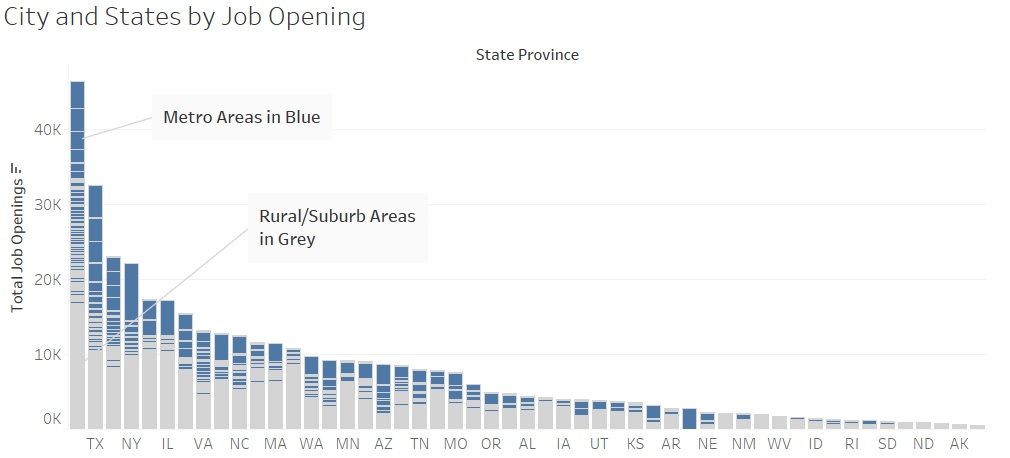 City and States by Job Opening
State Province
Metro Areas in Blue
Rural/Suburb Areas
in Grey
Total Job Openings
40K
30K
20K
10K
0K
TX NY IL VA NC MA WA MN AZ TN MO OR AL IA UT KS AR NE NM WV ID RI SD ND AK